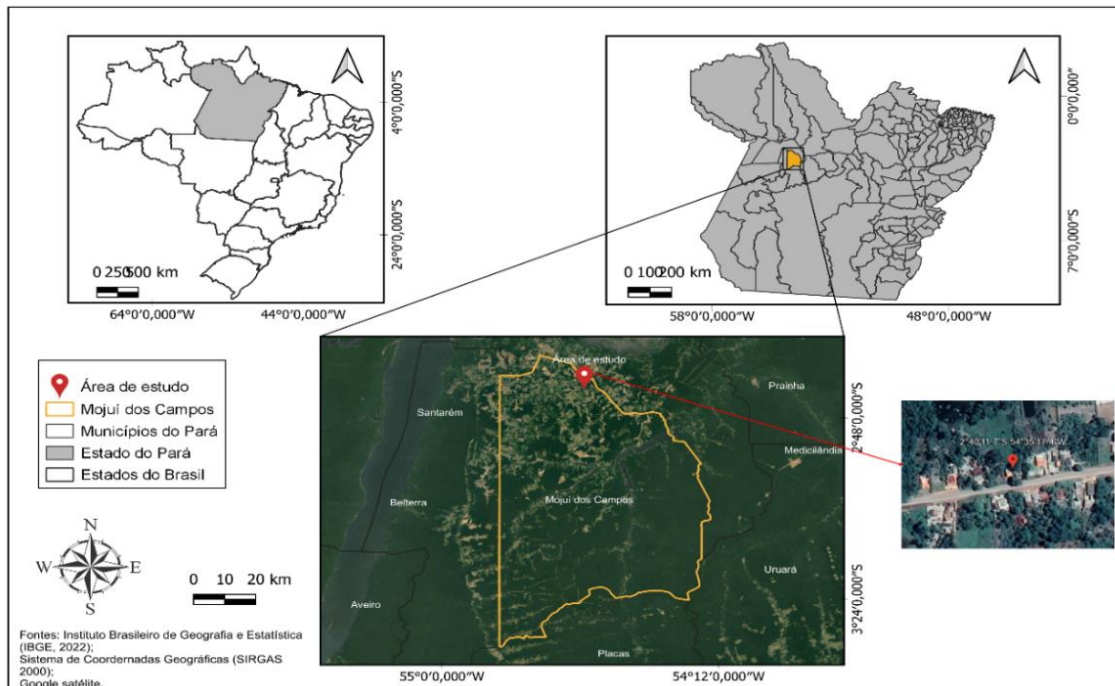 4°0′0,000″S
24°0′0,000″S
0 250500 km
64°0′0,000″W
44°0′0,000″W
0°0′0,000″
7°0′0,000″S
0 100200 km
58°0′0,000″W
48°0′0,000″W
Área de estudo
Mojuí dos Campos
Municípios do Pará
Estado do Pará
Estados do Brasil
N
W
E
S
0 10 20 km
Fontes: Instituto Brasileiro de Geografia e Estatística
(IBGE, 2022);
Sistema de Coordernadas Geográficas (SIRGAS
2000);
Google satélite.
Área de estudo
Santarém
Prainha
Medicilândia
Belterra
Mojuí dos Campos
Uruará
Aveiro
Placas
2°48′0,000″S
3°24′0,000″S
55°0′0,000″W
54°12′0,000″W